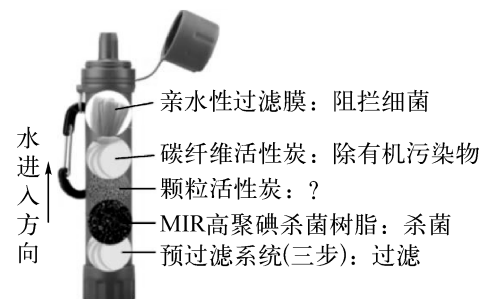 亲水性过滤膜：阻拦细菌
碳纤维活性炭：除有机污染物
颗粒活性炭：?
MIR高聚碘杀菌树脂：杀菌
预过滤系统(三步)：过滤
水进入方向